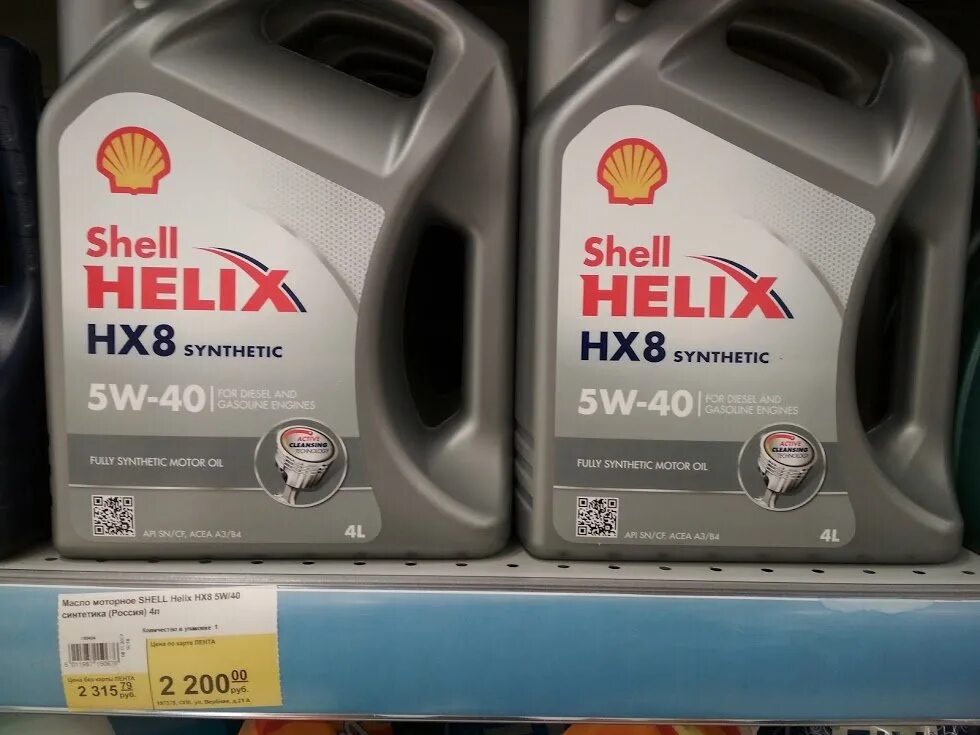 Shell
HELIX
HX8 SYNTHETIC
5W-40
FOR DIESEL AND
GASOLINE ENGINES
ACTIVE
CLEANSING
TECHNOLOGY
FULLY SYNTHETIC MOTOR OIL
API SN/CF, ACEA A3/B4
4L
Shell
HELIX
HX8 SYNTHETIC
5W-40
FOR DIESEL AND
GASOLINE ENGINES
ACTIVE
CLEANSING
TECHNOLOGY
FULLY SYNTHETIC MOTOR OIL
API SN/CF, ACEA A3/B4
4L
Масло моторное SHELL Helix HX8 5W/40
синтетика (Россия) 4л
Количество в упаковке 1
Цена без карты ЛЕНТА
2 315 79 руб.
Цена по карте ЛЕНТА
2 200 00 руб.